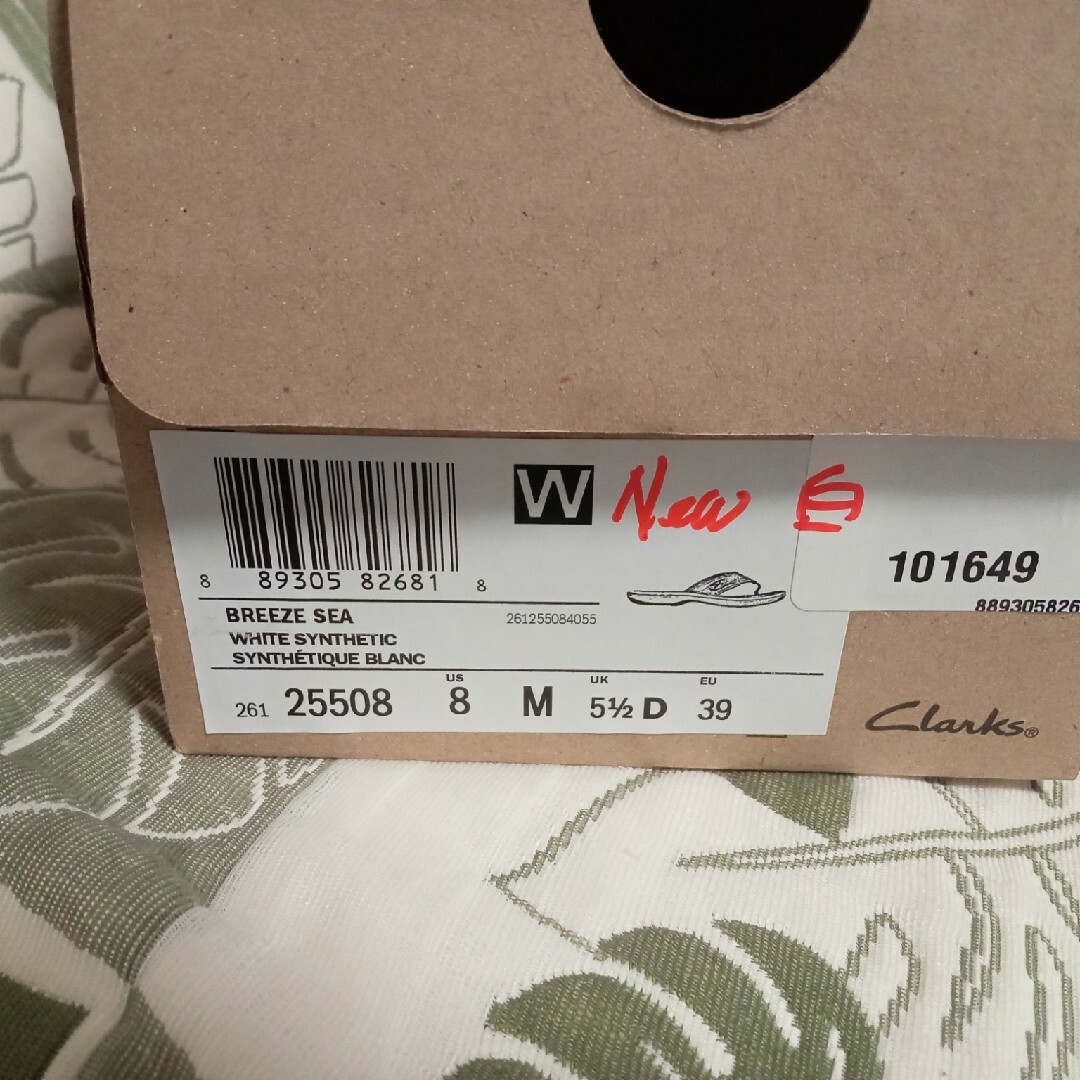 W New 白
101649
8 89305 82681 8
889305826
BREEZE SEA 261255084055
WHITE SYNTHETIC
SYNTHÉTIQUE BLANC
US UK EU
261 25508 8 M 5½ D 39
Clarks®